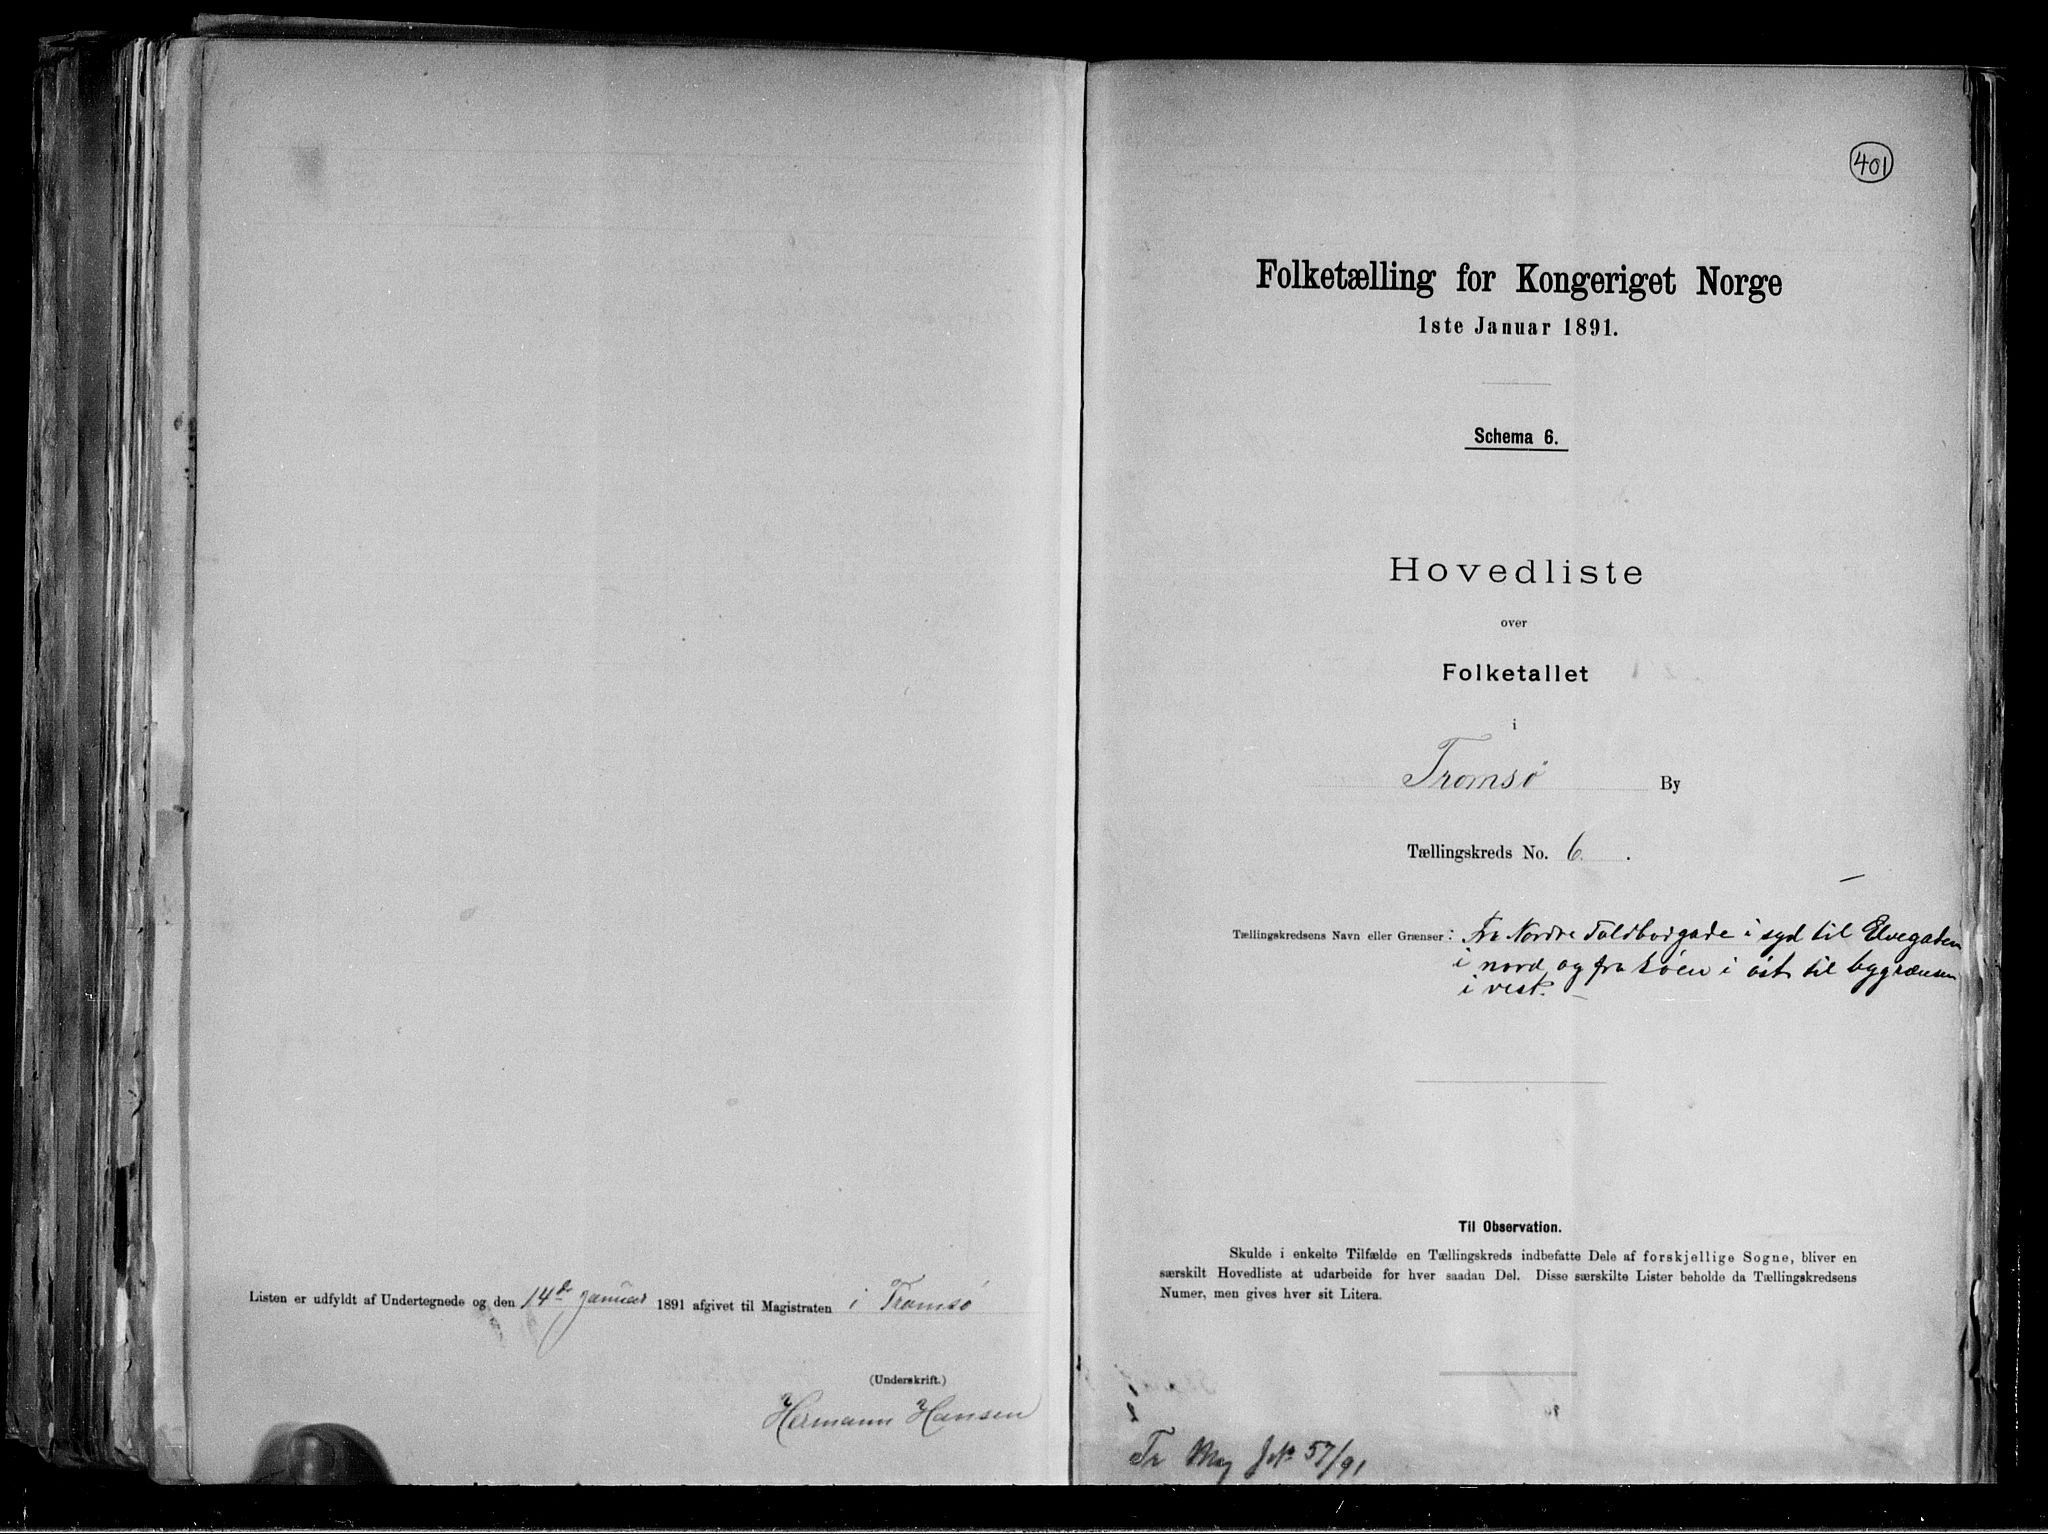 Listen er udfyldt af Undertegnede og den 14de Januar 1891 afgivet til Magistraten i Tromsø
(Underskrift.)
Hermann Hansen
401
Folketælling for Kongeriget Norge
1ste Januar 1891.
Schema 6.
Hovedliste
over
Folketallet
i
Tromsø By
Tællingskreds No. 6.
Tællingskredsens Navn eller Grænser: Fra Nordre Toldbodgade i syd til Elvegaden
i nord, og fra søen i øst til bygrænsen
i vest.
Til Observation.
Skulde i enkelte Tilfælde en Tællingskreds indbefatte Dele af forskjellige Sogne, bliver en
særskilt Hovedliste at udarbeide for hver saadan Del. Disse særskilte Lister beholde da Tællingskredsens
Numer, men gives hver sit Litera.
Tr Mag 57/91